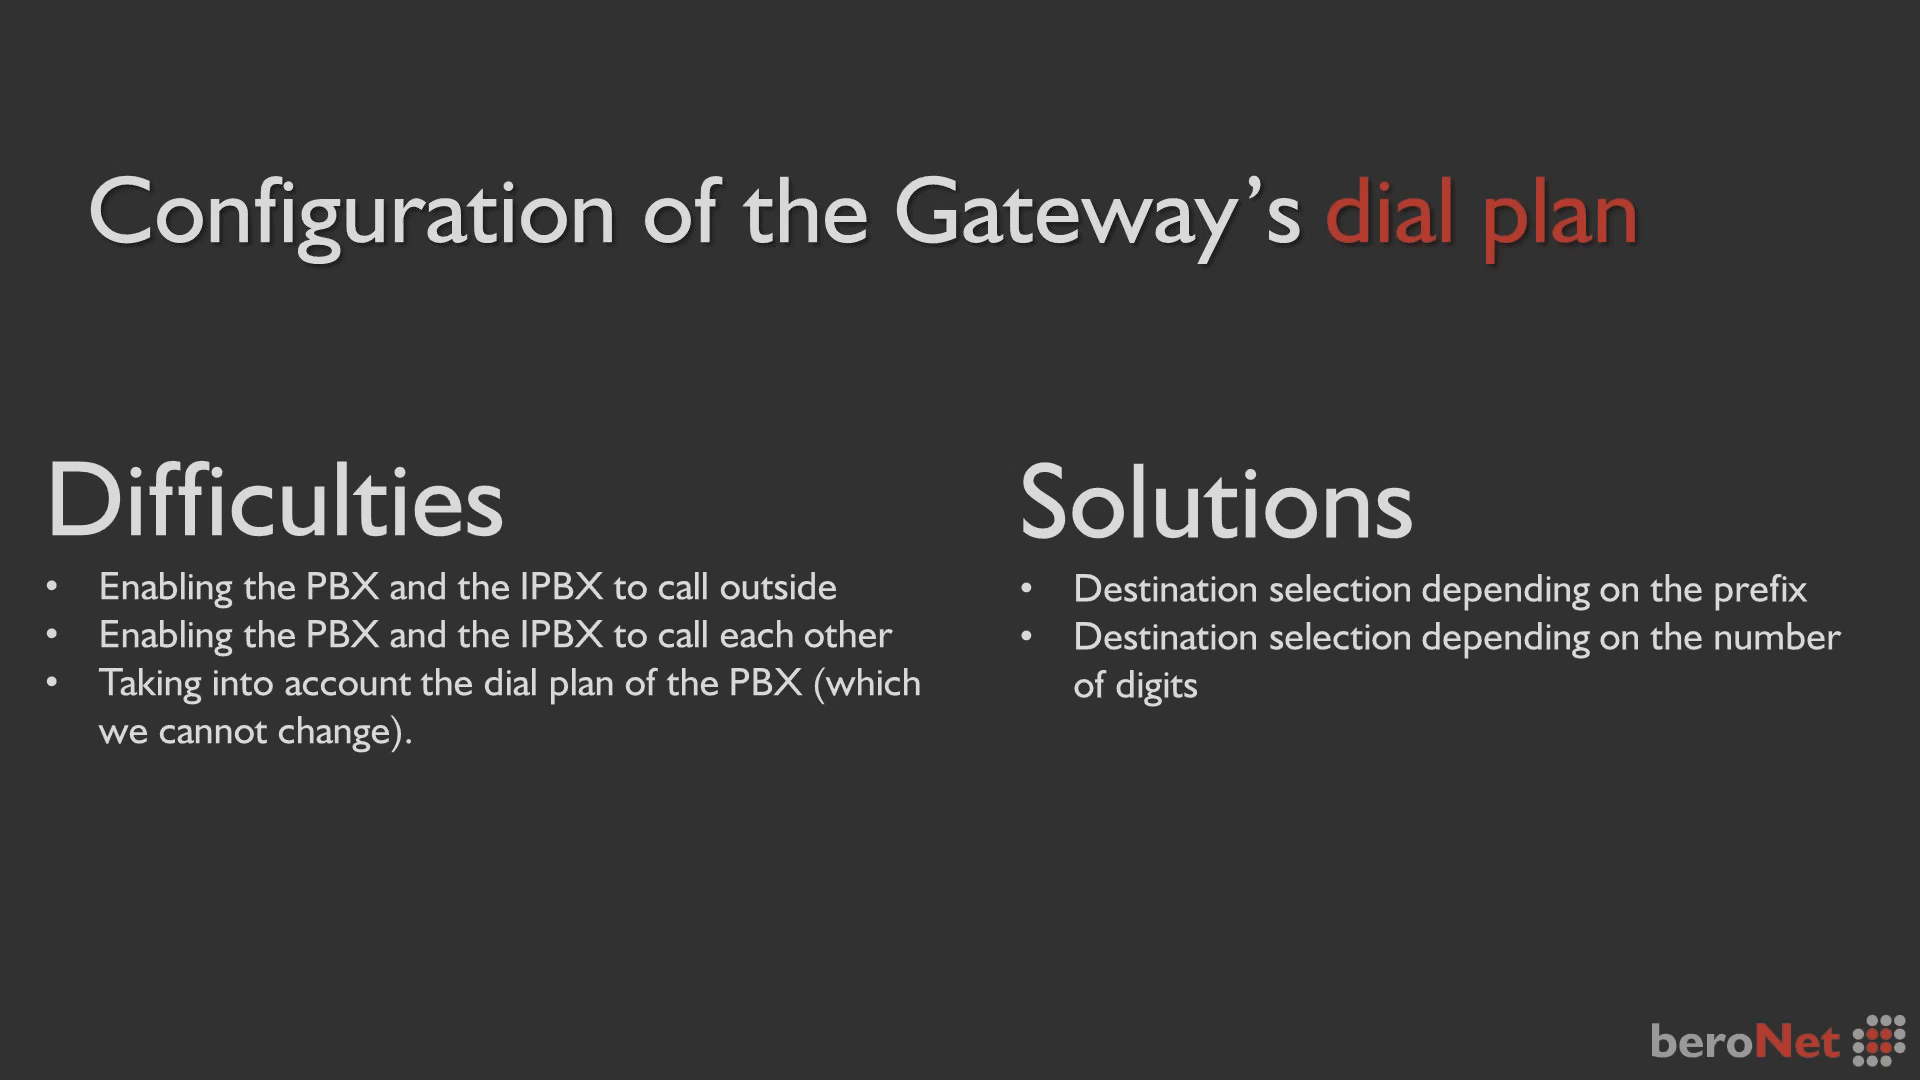 Configuration of the Gateway’s dial plan
Difficulties
• Enabling the PBX and the IPBX to call outside
• Enabling the PBX and the IPBX to call each other
• Taking into account the dial plan of the PBX (which
we cannot change).
Solutions
• Destination selection depending on the prefix
• Destination selection depending on the number
of digits
beroNet